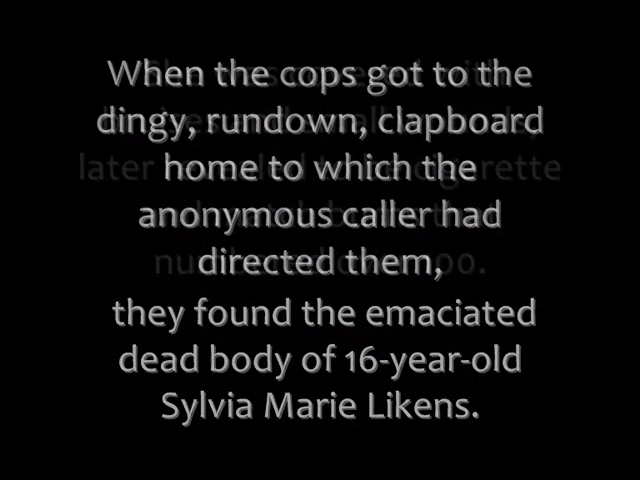 When the cops got to the
dingy, rundown, clapboard
home to which the
anonymous caller had
directed them,
they found the emaciated
dead body of 16-year-old
Sylvia Marie Likens.